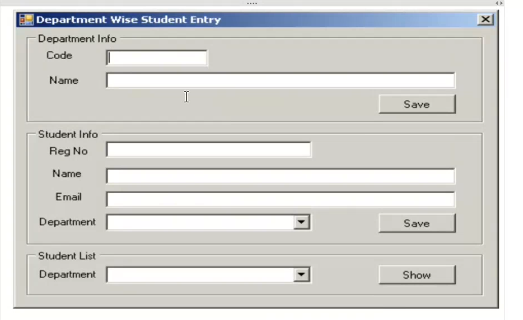 Department Wise Student Entry
Department Info
Code
Name
Save
Student Info
Reg No
Name
Email
Department
Save
Student List
Department
Show